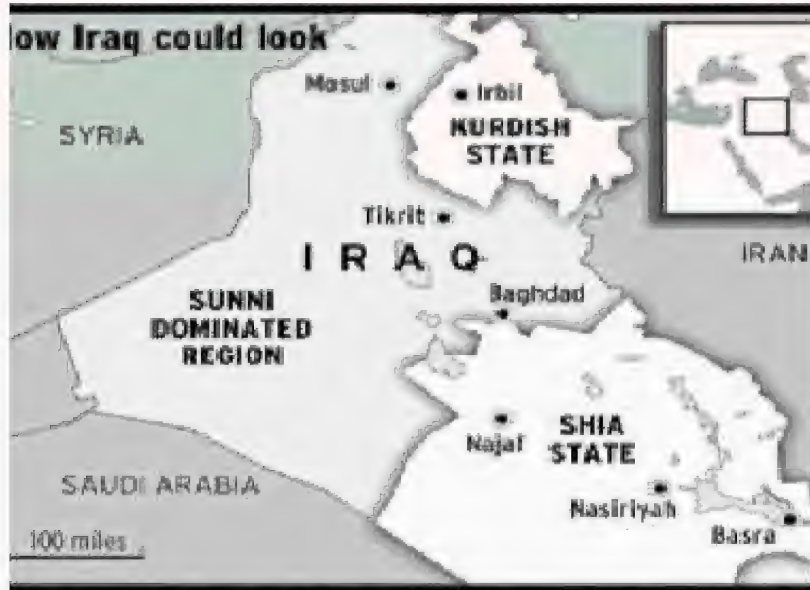 low Iraq could look
Mosul
Irbil
SYRIA
KURDISH
STATE
Tikrit
IRAQ
IRAN
SUNNI
DOMINATED
REGION
Baghdad
SHIA
STATE
Najaf
SAUDI ARABIA
Nasiriyah
100 miles
Basra